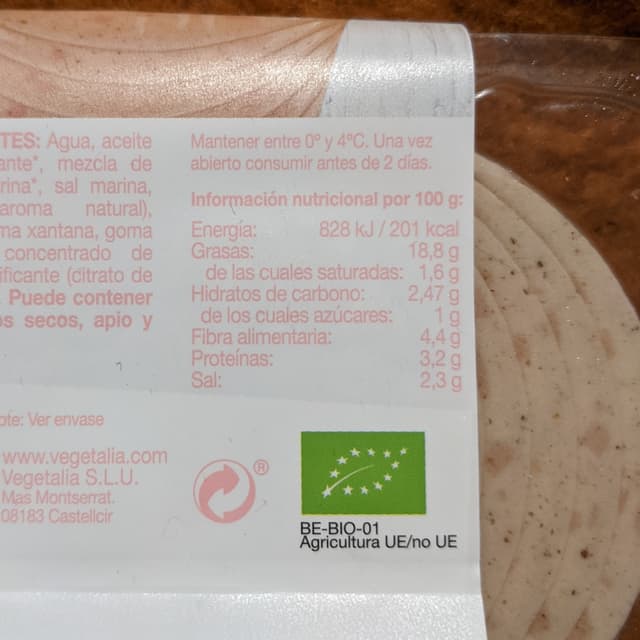 TES: Agua, aceite
ante*, mezcla de
rina*, sal marina,
aroma natural),
ma xantana, goma
concentrado de
ificante (citrato de
. Puede contener
os secos, apio y
ote: Ver envase
www.vegetalia.com
Vegetalia S.L.U.
Mas Montserrat.
08183 Castellcir
Mantener entre 0º y 4ºC. Una vez
abierto consumir antes de 2 días.
Información nutricional por 100 g:
Energía: 828 kJ / 201 kcal
Grasas: 18,8 g
de las cuales saturadas: 1,6 g
Hidratos de carbono: 2,47 g
de los cuales azúcares: 1 g
Fibra alimentaria: 4,4 g
Proteínas: 3,2 g
Sal: 2,3 g
®
BE-BIO-01
Agricultura UE/no UE